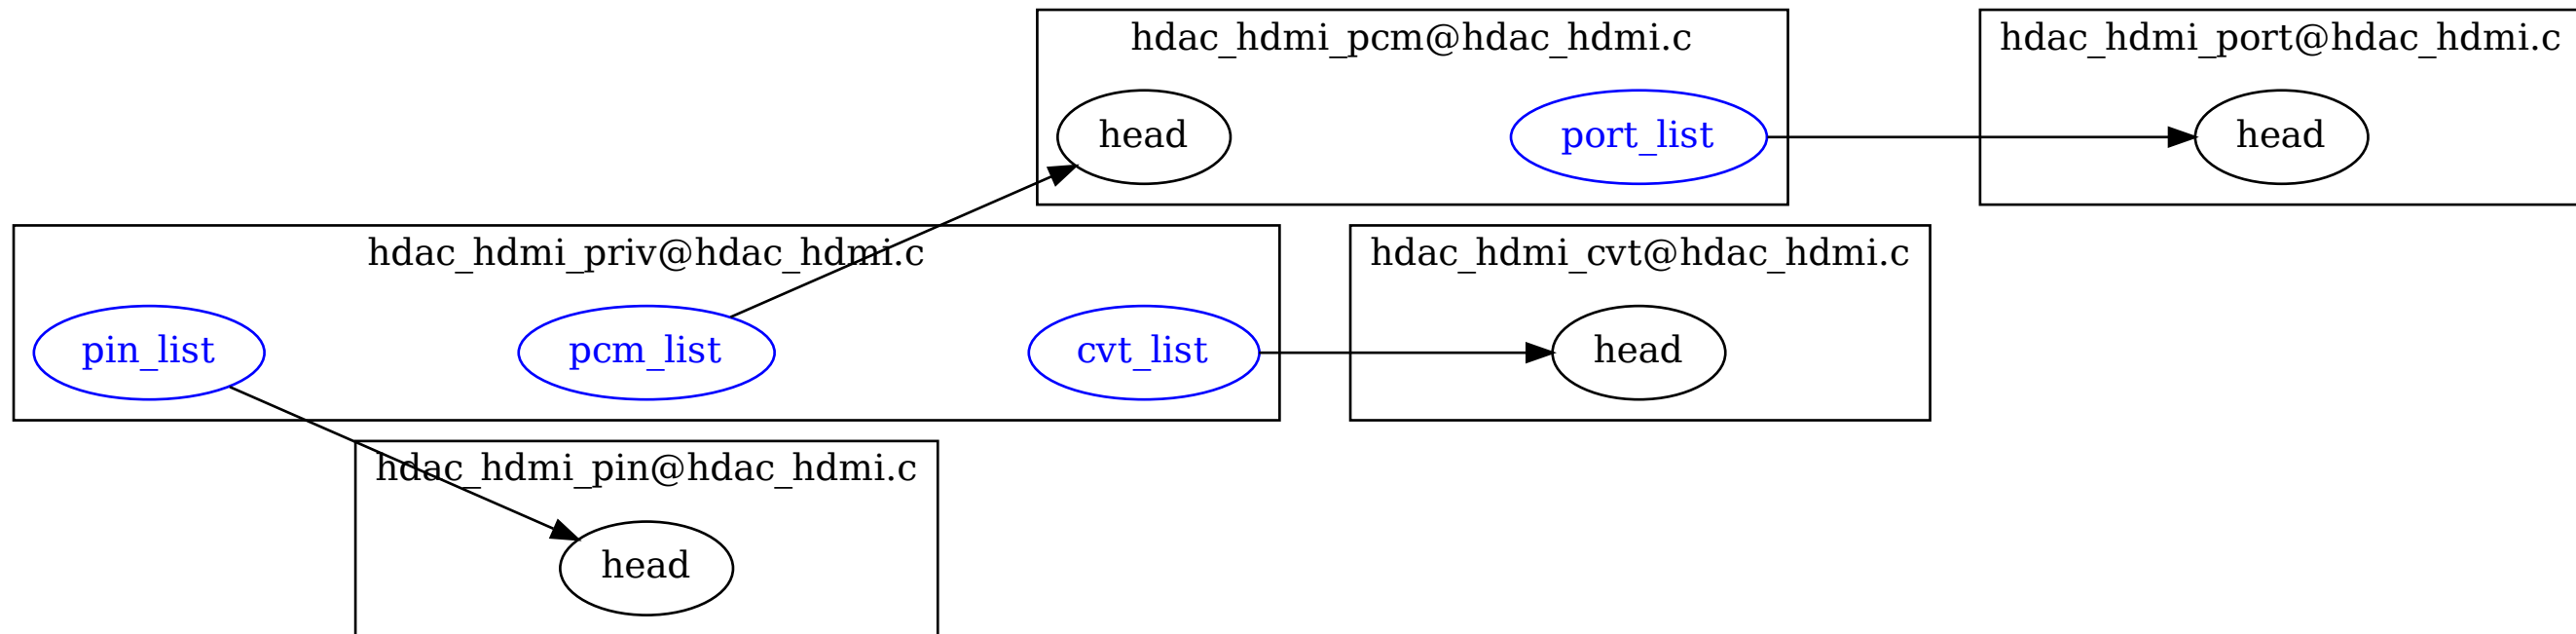 hdac_hdmi_pcm@hdac_hdmi.c
hdac_hdmi_port@hdac_hdmi.c
head
port_list
head
hdac_hdmi_priv@hdac_hdmi.c
hdac_hdmi_cvt@hdac_hdmi.c
pin_list
pcm_list
cvt_list
head
hdac_hdmi_pin@hdac_hdmi.c
head